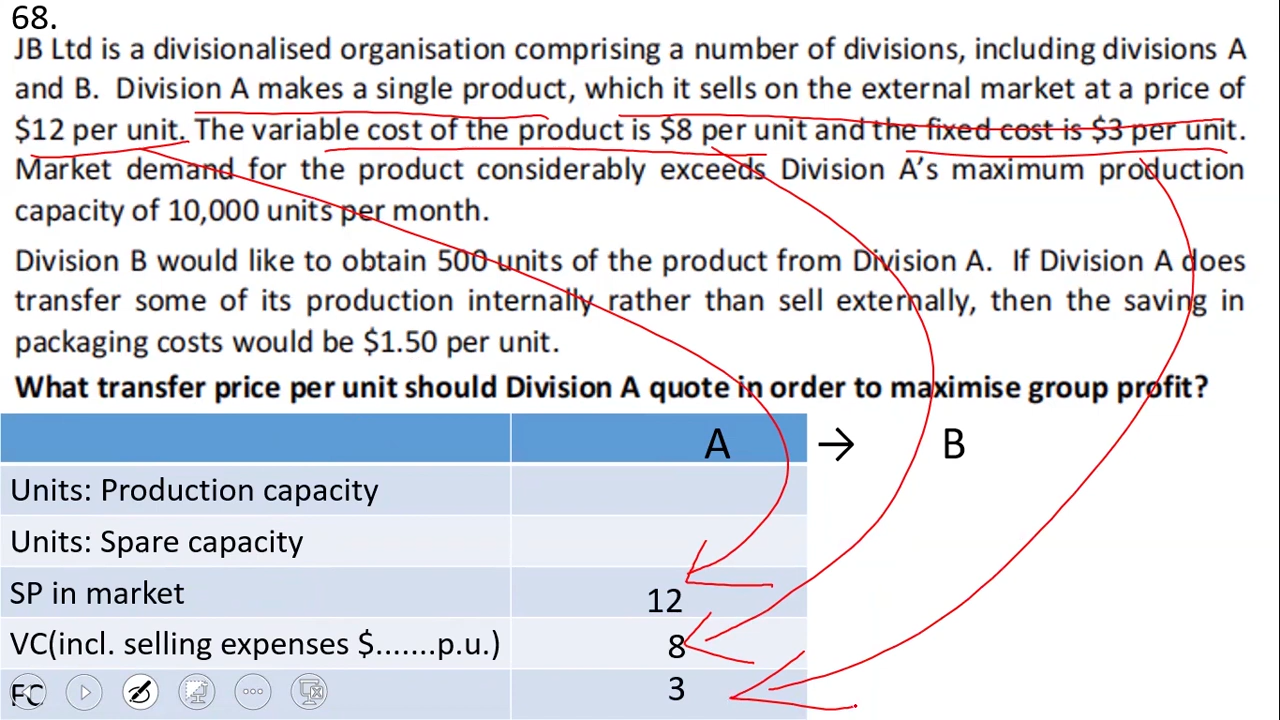 68.
JB Ltd is a divisionalised organisation comprising a number of divisions, including divisions A
and B. Division A makes a single product, which it sells on the external market at a price of
$12 per unit. The variable cost of the product is $8 per unit and the fixed cost is $3 per unit.
Market demand for the product considerably exceeds Division A's maximum production
capacity of 10,000 units per month.
Division B would like to obtain 500 units of the product from Division A. If Division A does
transfer some of its production internally rather than sell externally, then the saving in
packaging costs would be $1.50 per unit.
What transfer price per unit should Division A quote in order to maximise group profit?
A → B
Units: Production capacity
Units: Spare capacity
SP in market 12
VC(incl. selling expenses $.......p.u.) 8
FC 3